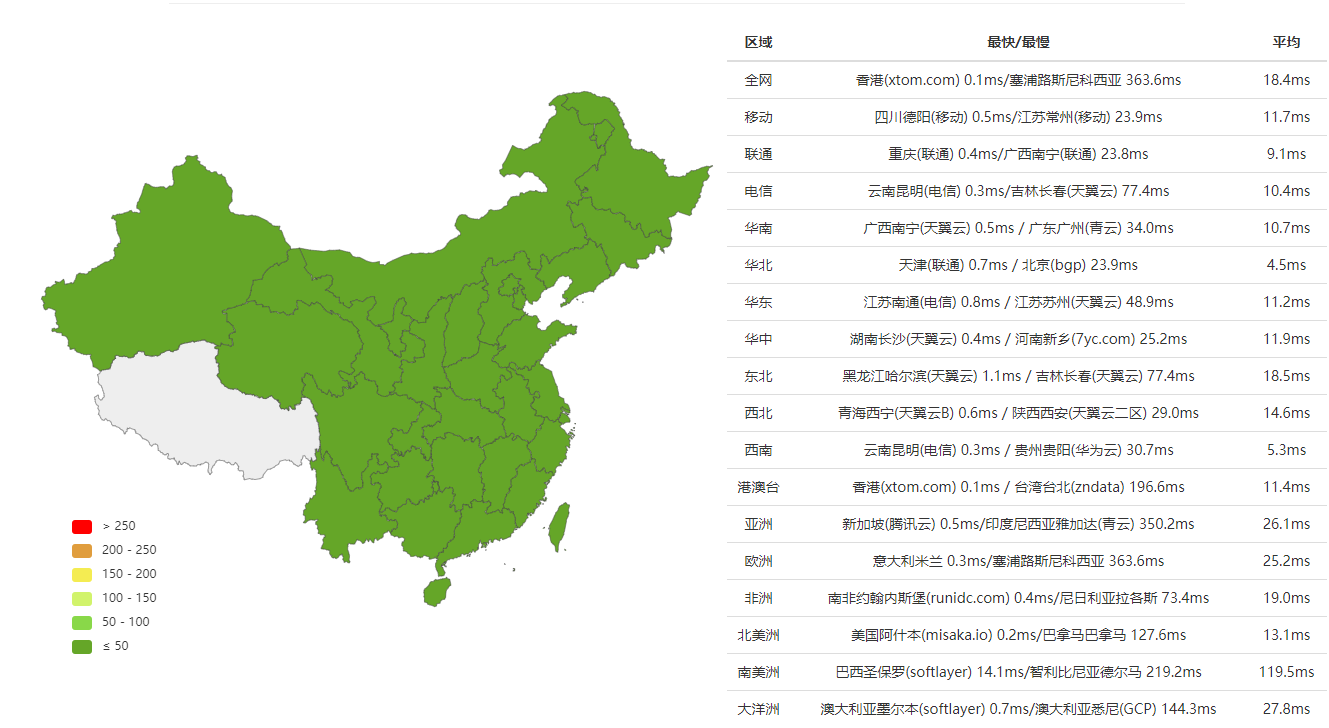 区域 最快/最慢 平均
全网 香港(xtom.com) 0.1ms/塞浦路斯尼科西亚 363.6ms 18.4ms
移动 四川德阳(移动) 0.5ms/江苏常州(移动) 23.9ms 11.7ms
联通 重庆(联通) 0.4ms/广西南宁(联通) 23.8ms 9.1ms
电信 云南昆明(电信) 0.3ms/吉林长春(天翼云) 77.4ms 10.4ms
华南 广西南宁(天翼云) 0.5ms / 广东广州(青云) 34.0ms 10.7ms
华北 天津(联通) 0.7ms / 北京(bgp) 23.9ms 4.5ms
华东 江苏南通(电信) 0.8ms / 江苏苏州(天翼云) 48.9ms 11.2ms
华中 湖南长沙(天翼云) 0.4ms / 河南新乡(7yc.com) 25.2ms 11.9ms
东北 黑龙江哈尔滨(天翼云) 1.1ms / 吉林长春(天翼云) 77.4ms 18.5ms
西北 青海西宁(天翼云B) 0.6ms / 陕西西安(天翼云二区) 29.0ms 14.6ms
西南 云南昆明(电信) 0.3ms / 贵州贵阳(华为云) 30.7ms 5.3ms
港澳台 香港(xtom.com) 0.1ms / 台湾台北(zndata) 196.6ms 11.4ms
亚洲 新加坡(腾讯云) 0.5ms/印度尼西亚雅加达(青云) 350.2ms 26.1ms
欧洲 意大利米兰 0.3ms/塞浦路斯尼科西亚 363.6ms 25.2ms
非洲 南非约翰内斯堡(runidc.com) 0.4ms/尼日利亚拉各斯 73.4ms 19.0ms
北美洲 美国阿什本(misaka.io) 0.2ms/巴拿马巴拿马 127.6ms 13.1ms
南美洲 巴西圣保罗(softlayer) 14.1ms/智利比尼亚德尔马 219.2ms 119.5ms
大洋洲 澳大利亚墨尔本(softlayer) 0.7ms/澳大利亚悉尼(GCP) 144.3ms 27.8ms
> 250
200 - 250
150 - 200
100 - 150
50 - 100
≤ 50